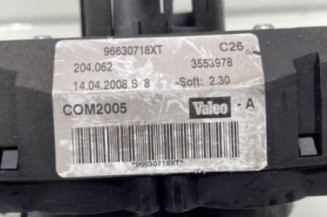 96630718XT C26
204.062 3553978
14.04.2008 S 8 -Soft: 2.30
COM2005 Valeo - A
*96630718XT*